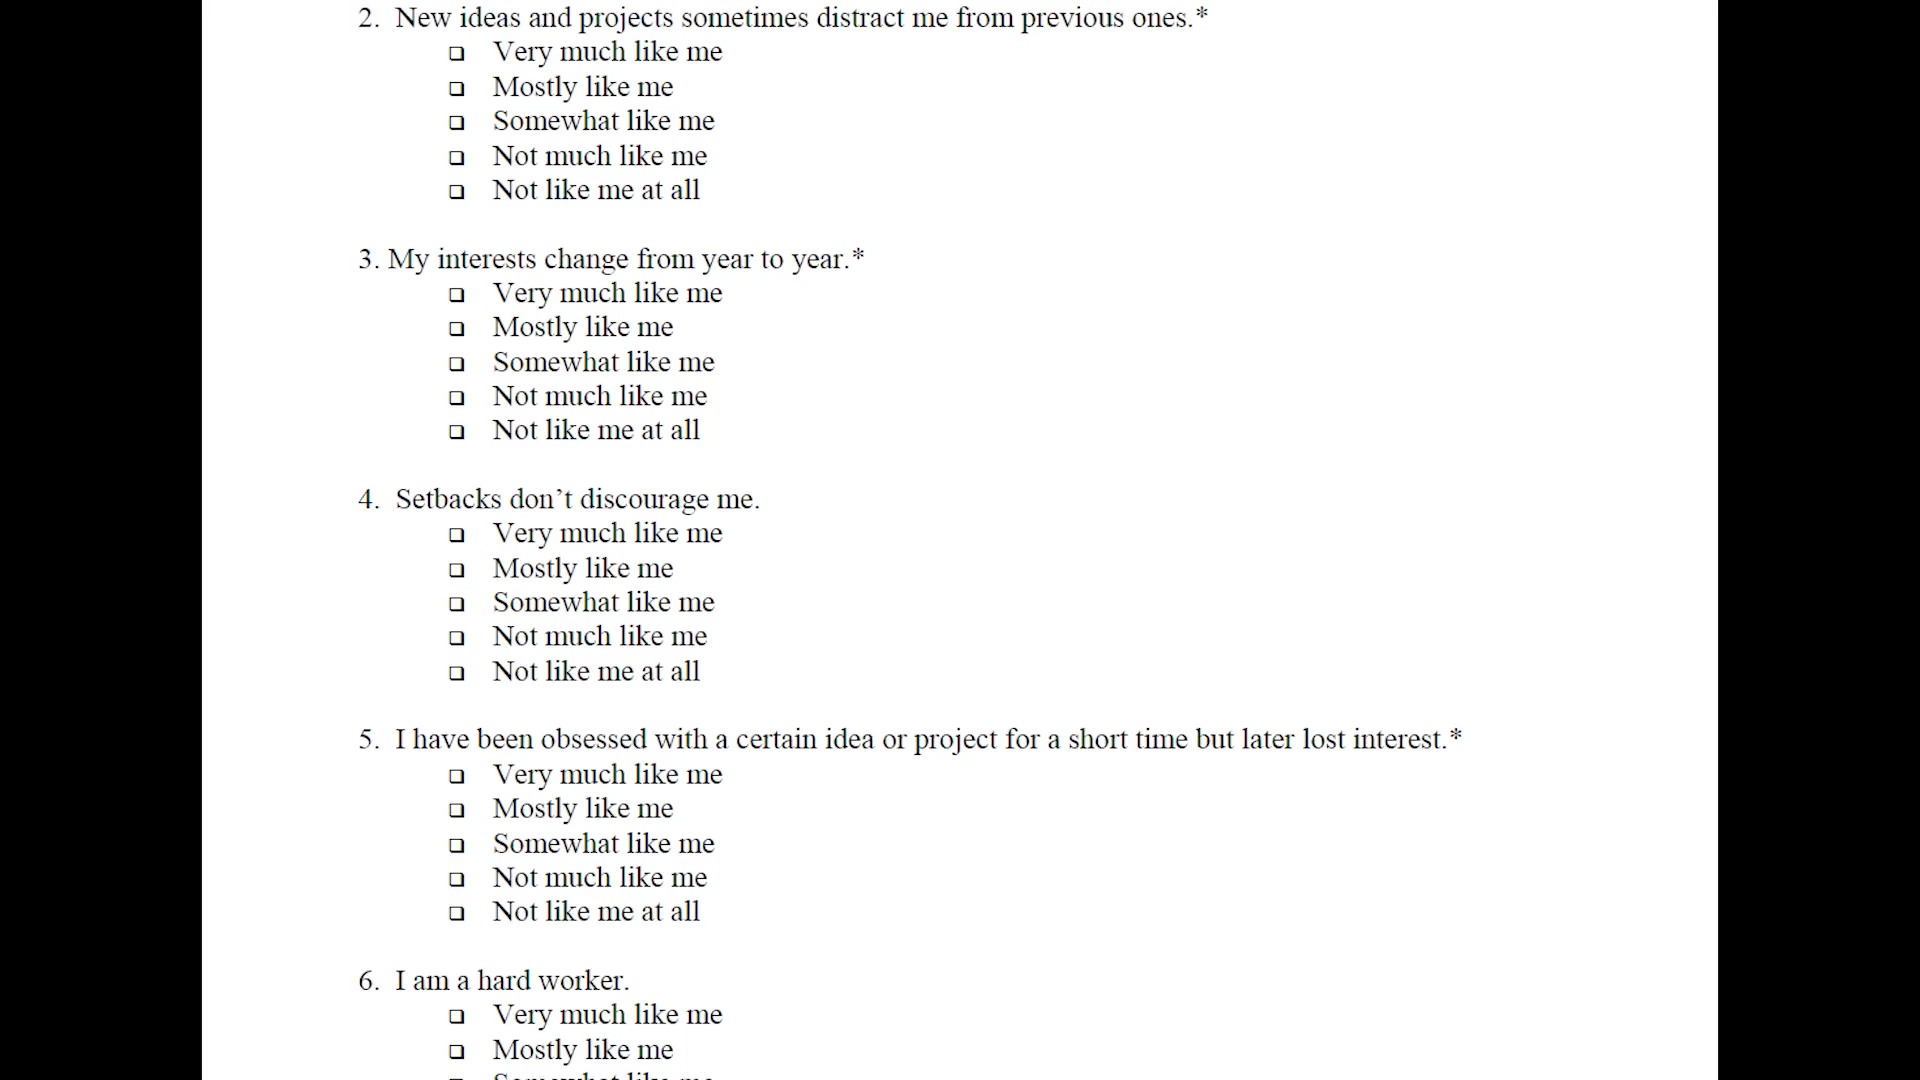 2. New ideas and projects sometimes distract me from previous ones.*
❏ Very much like me
❏ Mostly like me
❏ Somewhat like me
❏ Not much like me
❏ Not like me at all
3. My interests change from year to year.*
❏ Very much like me
❏ Mostly like me
❏ Somewhat like me
❏ Not much like me
❏ Not like me at all
4. Setbacks don’t discourage me.
❏ Very much like me
❏ Mostly like me
❏ Somewhat like me
❏ Not much like me
❏ Not like me at all
5. I have been obsessed with a certain idea or project for a short time but later lost interest.*
❏ Very much like me
❏ Mostly like me
❏ Somewhat like me
❏ Not much like me
❏ Not like me at all
6. I am a hard worker.
❏ Very much like me
❏ Mostly like me
❏ Somewhat like me